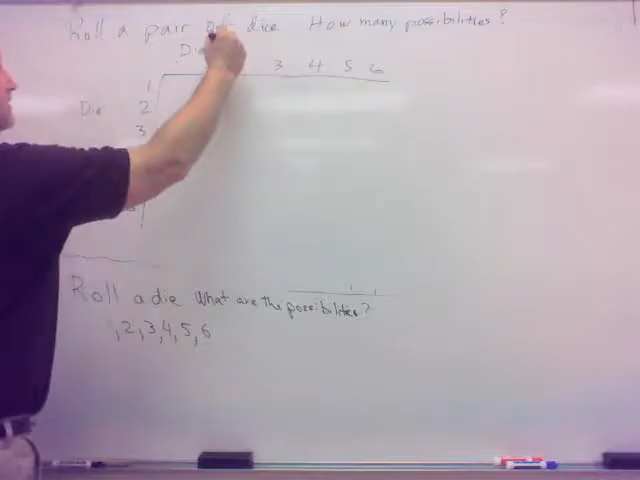 Roll a pair of dice How many possibilities?
Die
3 4 5 6
1
Die 2
3
Roll a die What are the possibilities?
,2,3,4,5,6